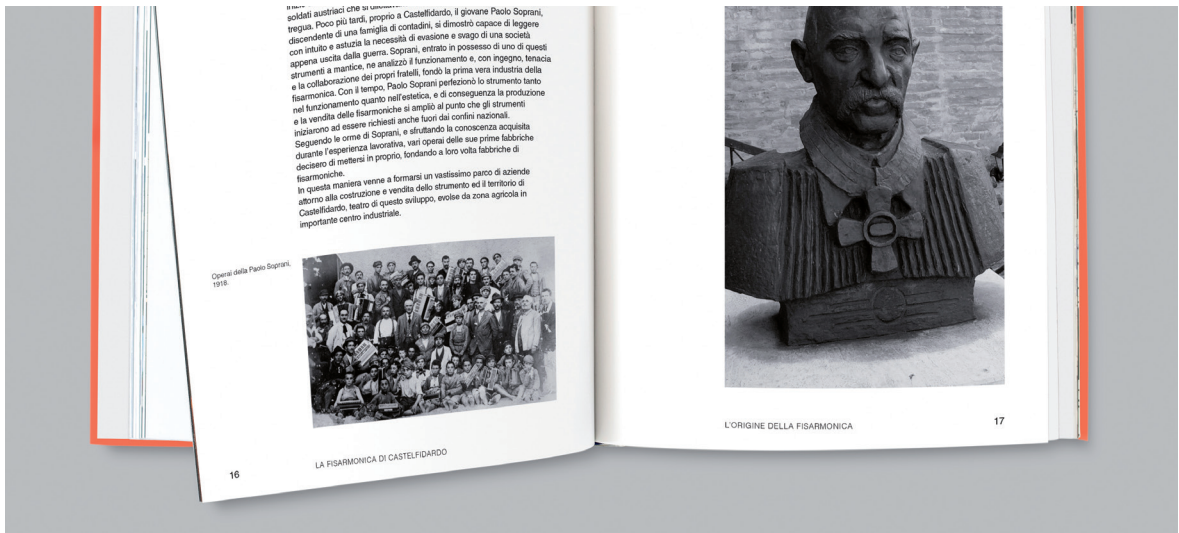 soldati austriaci che si
tregua. Poco più tardi, proprio a Castelfidardo, il giovane Paolo Soprani,
discendente di una famiglia di contadini, si dimostrò capace di leggere
con intuito e astuzia la necessità di evasione e svago di una società
appena uscita dalla guerra. Soprani, entrato in possesso di uno di questi
strumenti a mantice, ne analizzò il funzionamento e, con ingegno, tenacia
e la collaborazione dei propri fratelli, fondò la prima vera industria della
fisarmonica. Con il tempo, Paolo Soprani perfezionò lo strumento tanto
nel funzionamento quanto nell'estetica, e di conseguenza la produzione
e la vendita delle fisarmoniche si ampliò al punto che gli strumenti
iniziarono ad essere richiesti anche fuori dai confini nazionali.
Seguendo le orme di Soprani, e sfruttando la conoscenza acquisita
durante l'esperienza lavorativa, vari operai delle sue prime fabbriche
decisero di mettersi in proprio, fondando a loro volta fabbriche di
fisarmoniche.
In questa maniera venne a formarsi un vastissimo parco di aziende
attorno alla costruzione e vendita dello strumento ed il territorio di
Castelfidardo, teatro di questo sviluppo, evolse da zona agricola in
importante centro industriale.
Operai della Paolo Soprani,
1918.
16
LA FISARMONICA DI CASTELFIDARDO
L'ORIGINE DELLA FISARMONICA
17